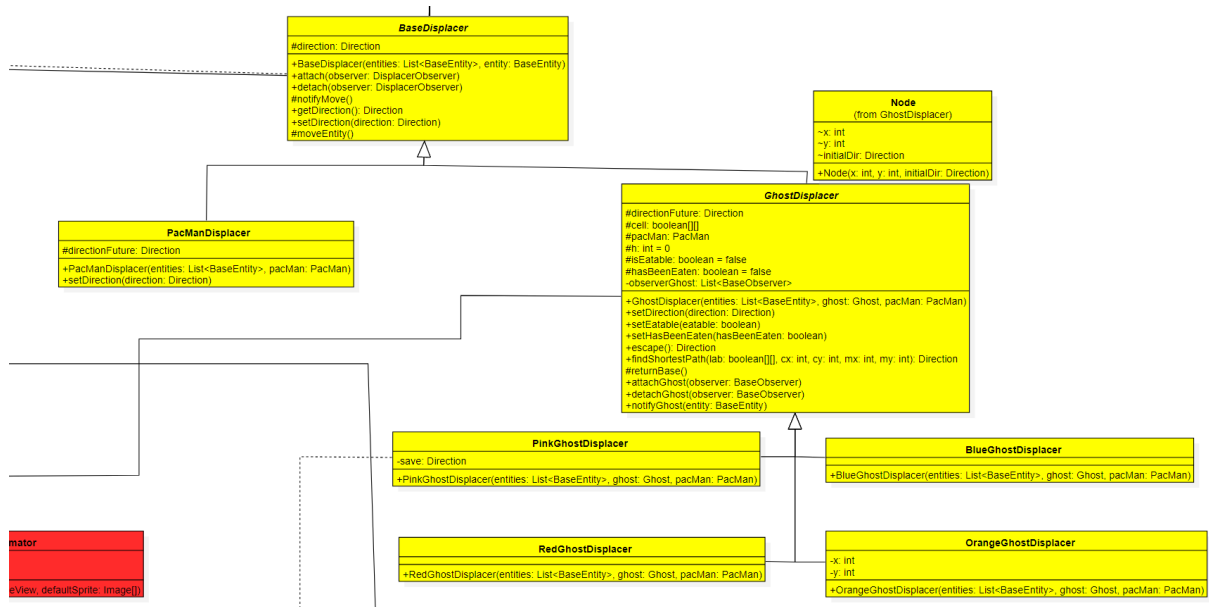 BaseDisplacer
#direction: Direction
+BaseDisplacer(entities: List<BaseEntity>, entity: BaseEntity)
+attach(observer: DisplacerObserver)
+detach(observer: DisplacerObserver)
#notifyMove()
+getDirection(): Direction
+setDirection(direction: Direction)
#moveEntity()
Node
(from GhostDisplacer)
~x: int
~y: int
~initialDir: Direction
+Node(x: int, y: int, initialDir: Direction)
PacManDisplacer
#directionFuture: Direction
+PacManDisplacer(entities: List<BaseEntity>, pacMan: PacMan)
+setDirection(direction: Direction)
GhostDisplacer
#directionFuture: Direction
#cell: boolean[][]
#pacMan: PacMan
#h: int = 0
#isEatable: boolean = false
#hasBeenEaten: boolean = false
-observerGhost: List<BaseObserver>
+GhostDisplacer(entities: List<BaseEntity>, ghost: Ghost, pacMan: PacMan)
+setDirection(direction: Direction)
+setEatable(eatable: boolean)
+setHasBeenEaten(hasBeenEaten: boolean)
+escape(): Direction
+findShortestPath(lab: boolean[][], cx: int, cy: int, mx: int, my: int): Direction
#returnBase()
+attachGhost(observer: BaseObserver)
+detachGhost(observer: BaseObserver)
+notifyGhost(entity: BaseEntity)
PinkGhostDisplacer
-save: Direction
+PinkGhostDisplacer(entities: List<BaseEntity>, ghost: Ghost, pacMan: PacMan)
BlueGhostDisplacer
+BlueGhostDisplacer(entities: List<BaseEntity>, ghost: Ghost, pacMan: PacMan)
mator
eView, defaultSprite: Image[])
RedGhostDisplacer
+RedGhostDisplacer(entities: List<BaseEntity>, ghost: Ghost, pacMan: PacMan)
OrangeGhostDisplacer
-x: int
-y: int
+OrangeGhostDisplacer(entities: List<BaseEntity>, ghost: Ghost, pacMan: PacMan)